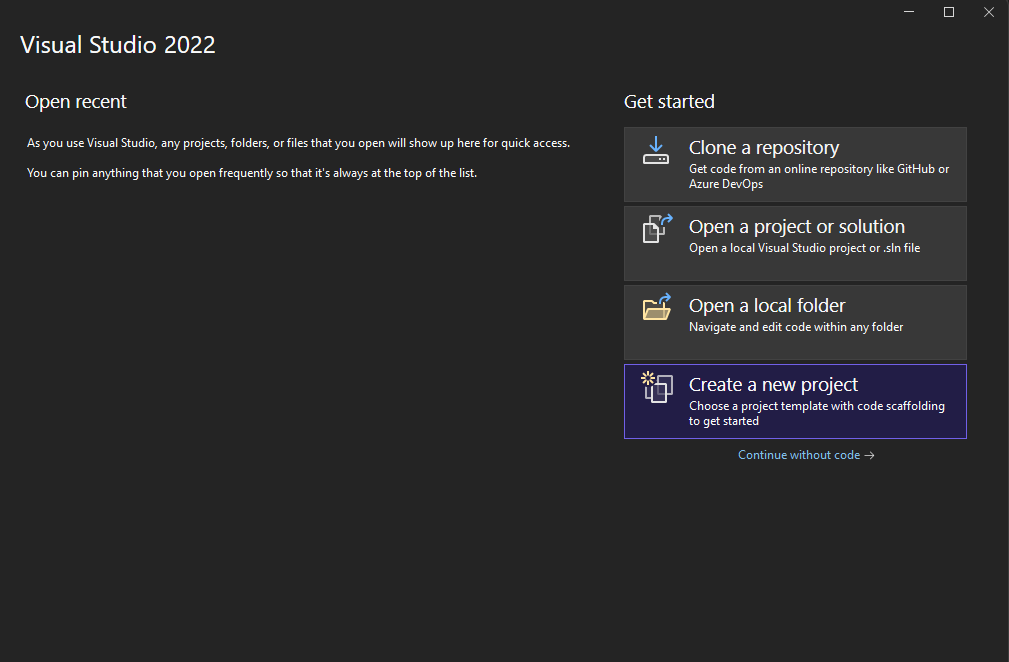 Visual Studio 2022
Open recent
As you use Visual Studio, any projects, folders, or files that you open will show up here for quick access.
You can pin anything that you open frequently so that it's always at the top of the list.
Get started
Clone a repository
Get code from an online repository like GitHub or
Azure DevOps
Open a project or solution
Open a local Visual Studio project or .sln file
Open a local folder
Navigate and edit code within any folder
Create a new project
Choose a project template with code scaffolding
to get started
Continue without code →